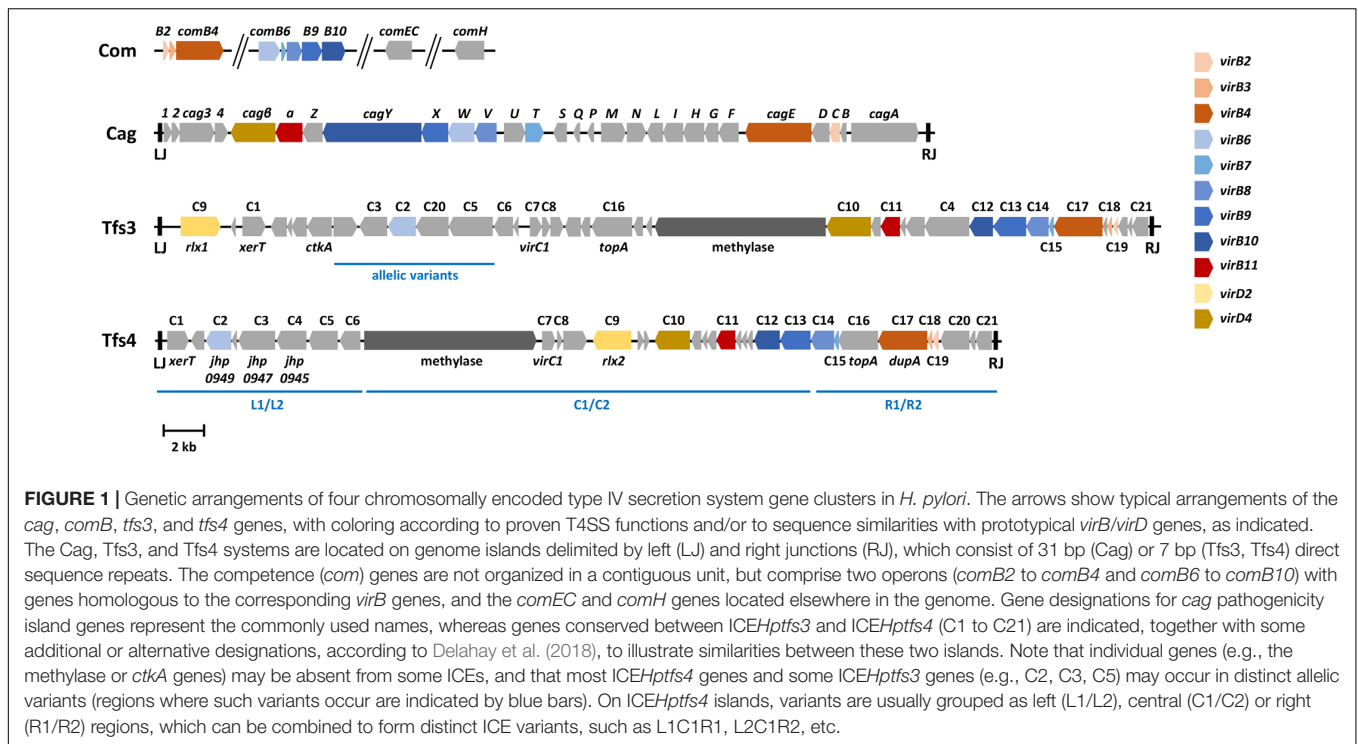 B2 comB4 comB6 B9 B10 comEC comH
Com
1 2 cag3 4 cagβ α Z cagY X W V U T S Q P M N L I H G F cagE D C B cagA
Cag
LJ RJ
C9 C1 C3 C2 C20 C5 C6 C7 C8 C16 C10 C11 C4 C12 C13 C14 C17 C18 C21
Tfs3
LJ rlx1 xerT ctkA virC1 topA methylase C15 C19 RJ
allelic variants
C1 C2 C3 C4 C5 C6 C7 C8 C9 C10 C11 C12 C13 C14 C16 C17 C18 C20 C21
Tfs4
LJ xerT jhp 0949 jhp 0947 jhp 0945 methylase virC1 rlx2 C15 topA dupA C19 RJ
L1/L2 C1/C2 R1/R2
2 kb
virB2
virB3
virB4
virB6
virB7
virB8
virB9
virB10
virB11
virD2
virD4
FIGURE 1 | Genetic arrangements of four chromosomally encoded type IV secretion system gene clusters in H. pylori. The arrows show typical arrangements of the
cag, comB, tfs3, and tfs4 genes, with coloring according to proven T4SS functions and/or to sequence similarities with prototypical virB/virD genes, as indicated.
The Cag, Tfs3, and Tfs4 systems are located on genome islands delimited by left (LJ) and right junctions (RJ), which consist of 31 bp (Cag) or 7 bp (Tfs3, Tfs4) direct
sequence repeats. The competence (com) genes are not organized in a contiguous unit, but comprise two operons (comB2 to comB4 and comB6 to comB10) with
genes homologous to the corresponding virB genes, and the comEC and comH genes located elsewhere in the genome. Gene designations for cag pathogenicity
island genes represent the commonly used names, whereas genes conserved between ICEHptfs3 and ICEHptfs4 (C1 to C21) are indicated, together with some
additional or alternative designations, according to Delahay et al. (2018), to illustrate similarities between these two islands. Note that individual genes (e.g., the
methylase or ctkA genes) may be absent from some ICEs, and that most ICEHptfs4 genes and some ICEHptfs3 genes (e.g., C2, C3, C5) may occur in distinct allelic
variants (regions where such variants occur are indicated by blue bars). On ICEHptfs4 islands, variants are usually grouped as left (L1/L2), central (C1/C2) or right
(R1/R2) regions, which can be combined to form distinct ICE variants, such as L1C1R1, L2C1R2, etc.